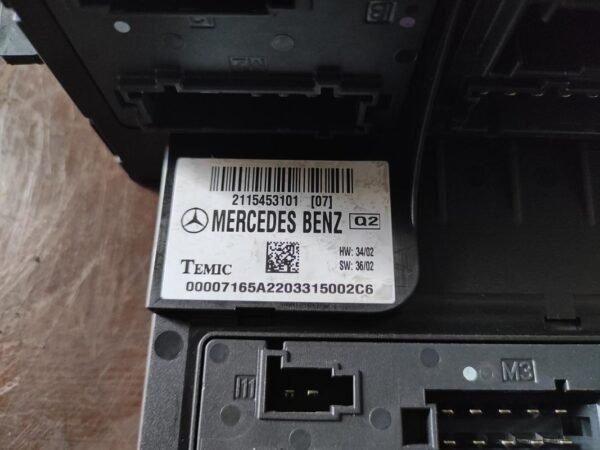 2115453101 [07]
MERCEDES BENZ Q2
HW: 34/02
SW: 36/02
TEMIC
00007165A2203315002C6
M3